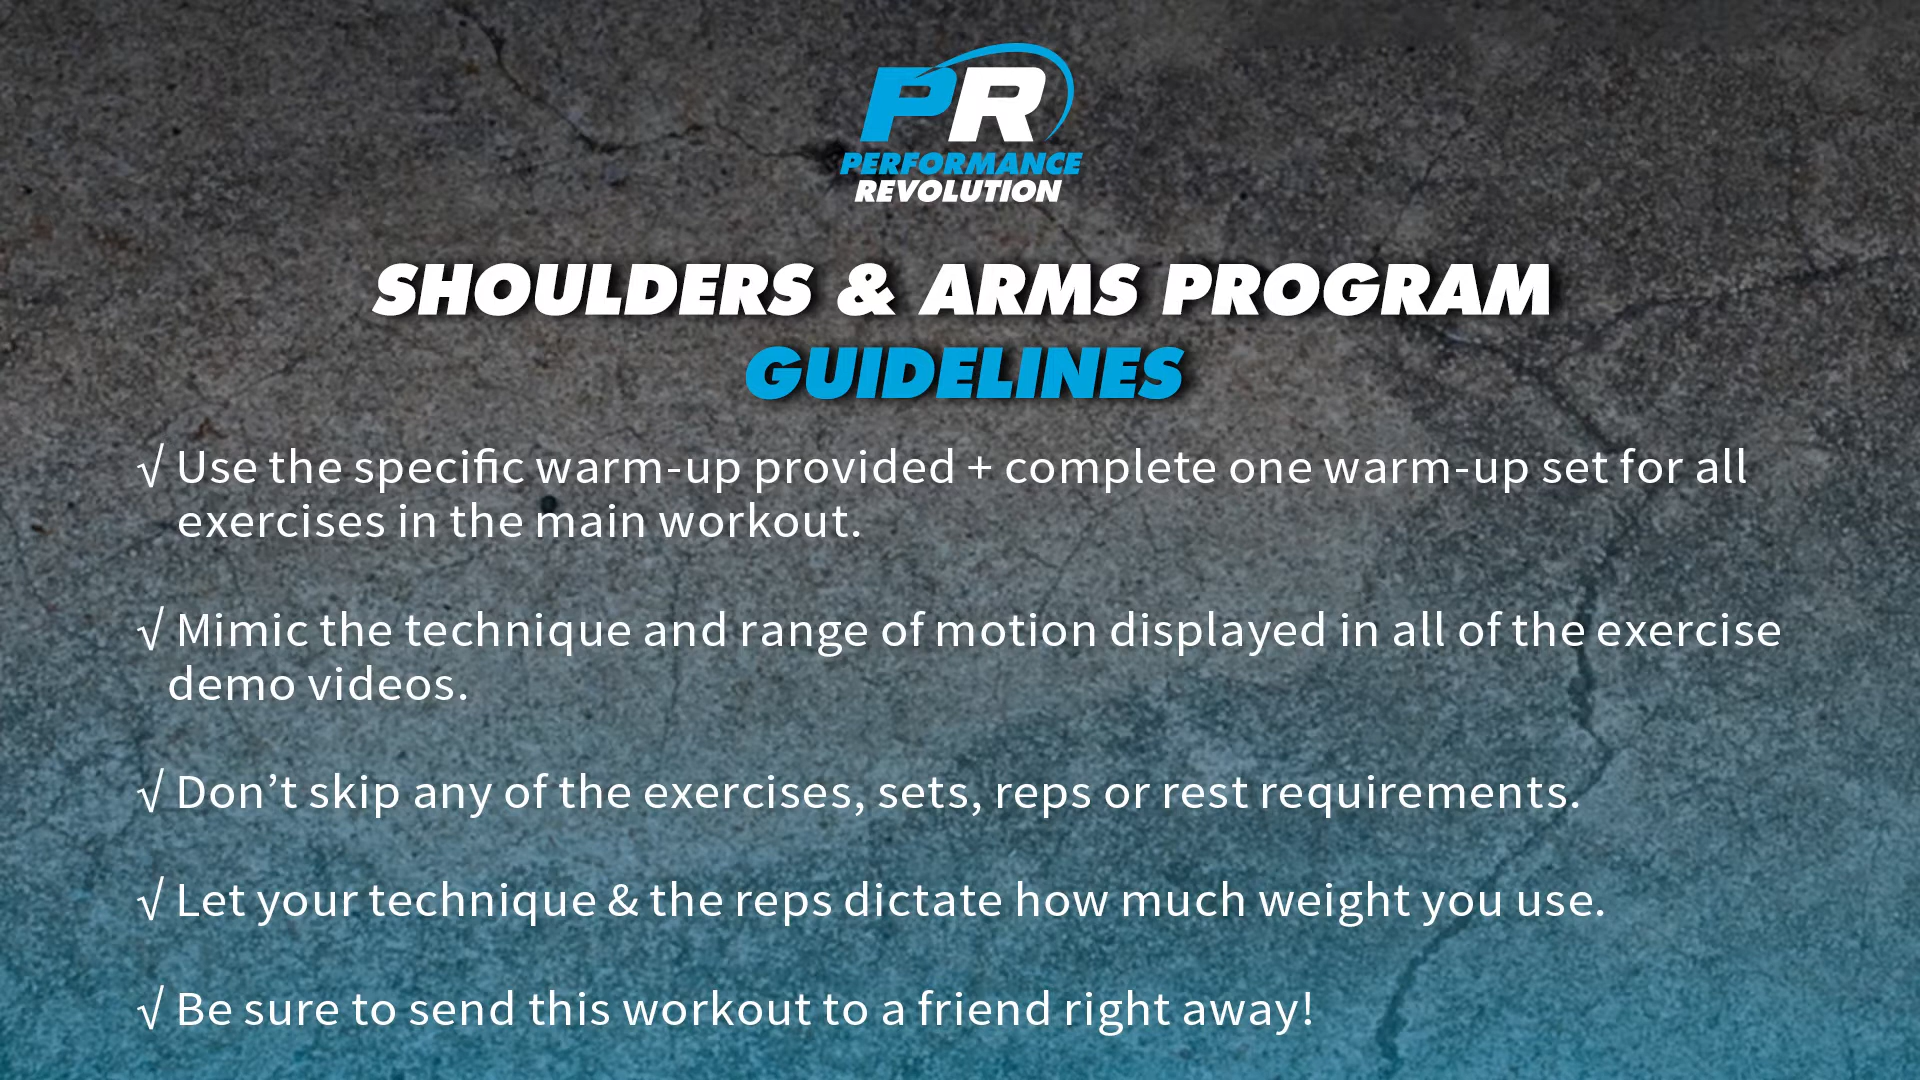 PR
PERFORMANCE
REVOLUTION
SHOULDERS & ARMS PROGRAM
GUIDELINES
√ Use the specific warm-up provided + complete one warm-up set for all
exercises in the main workout.
√ Mimic the technique and range of motion displayed in all of the exercise
demo videos.
√ Don’t skip any of the exercises, sets, reps or rest requirements.
√ Let your technique & the reps dictate how much weight you use.
√ Be sure to send this workout to a friend right away!